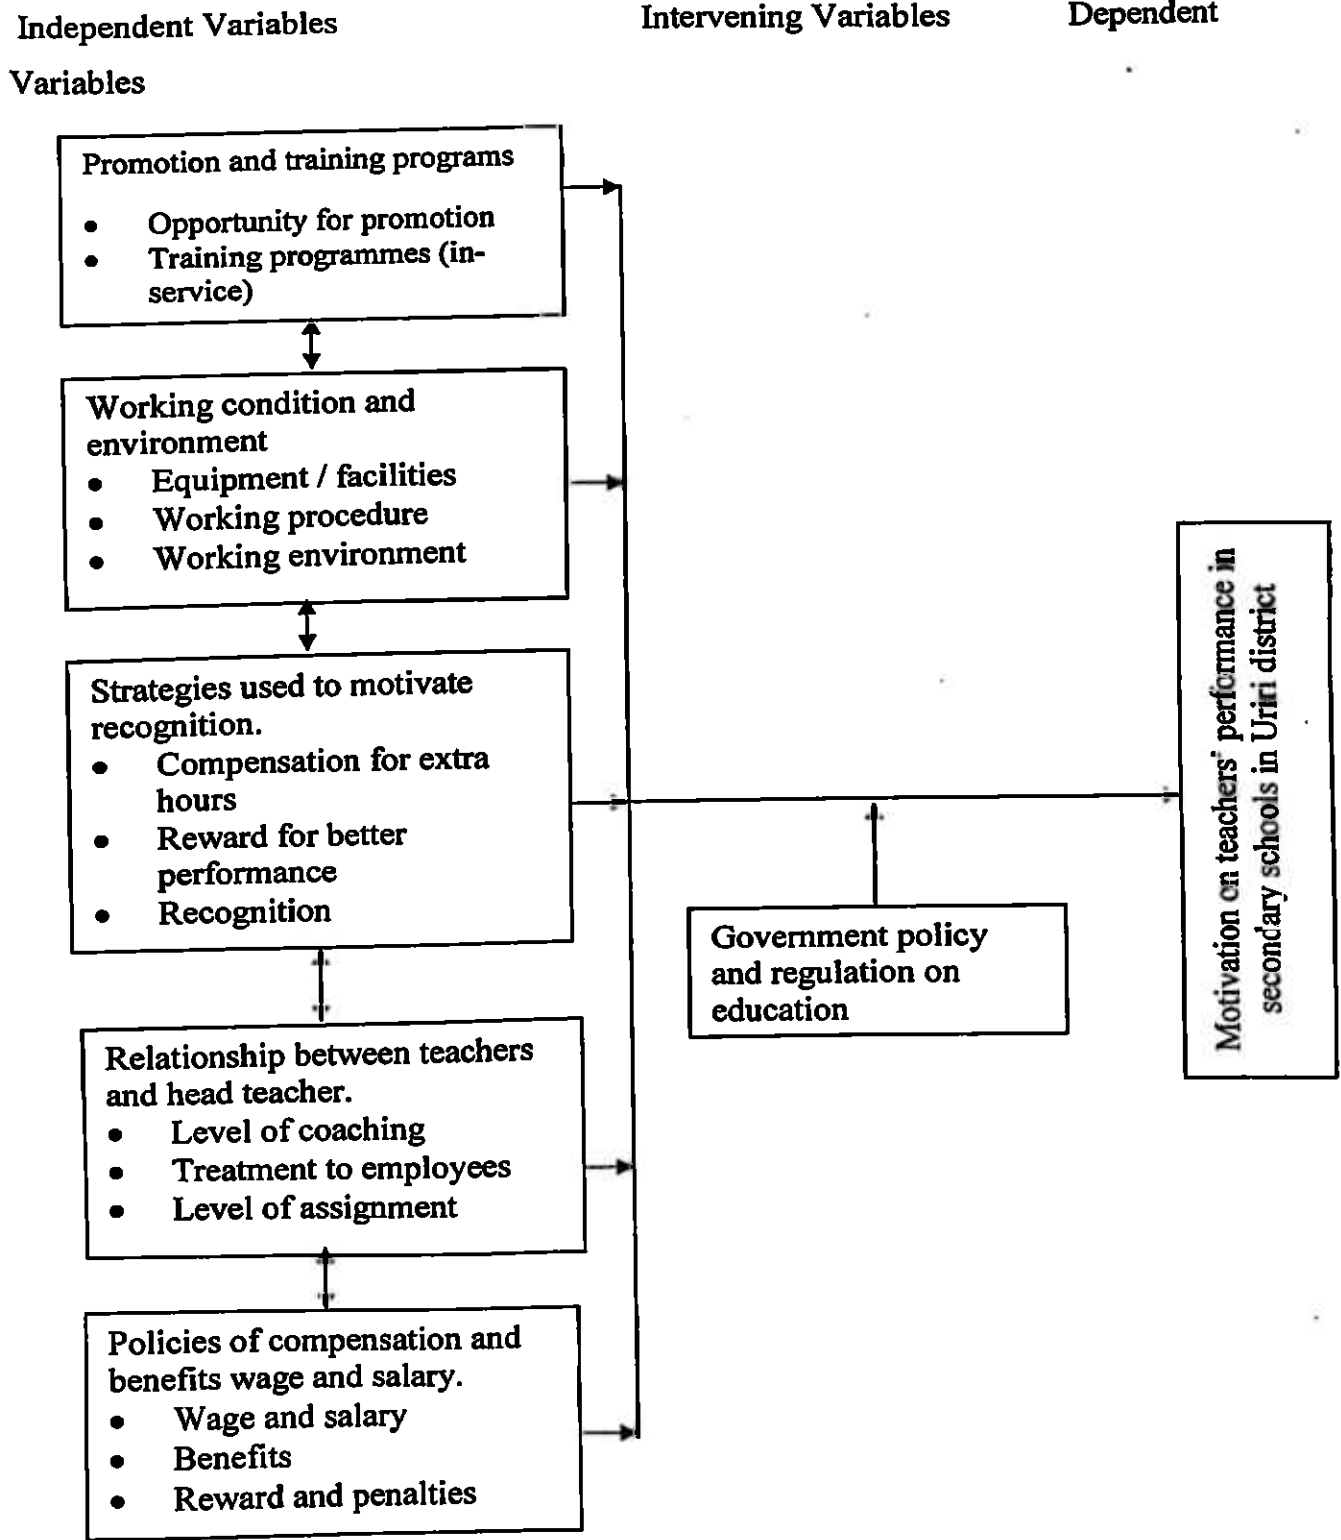 Independent Variables
Intervening Variables
Dependent
Variables
Promotion and training programs
• Opportunity for promotion
• Training programmes (in-
service)
Working condition and
environment
• Equipment / facilities
• Working procedure
• Working environment
Strategies used to motivate
recognition.
• Compensation for extra
hours
• Reward for better
performance
• Recognition
Relationship between teachers
and head teacher.
• Level of coaching
• Treatment to employees
• Level of assignment
Policies of compensation and
benefits wage and salary.
• Wage and salary
• Benefits
• Reward and penalties
Government policy
and regulation on
education
Motivation on teachers' performance in
secondary schools in Uriri district